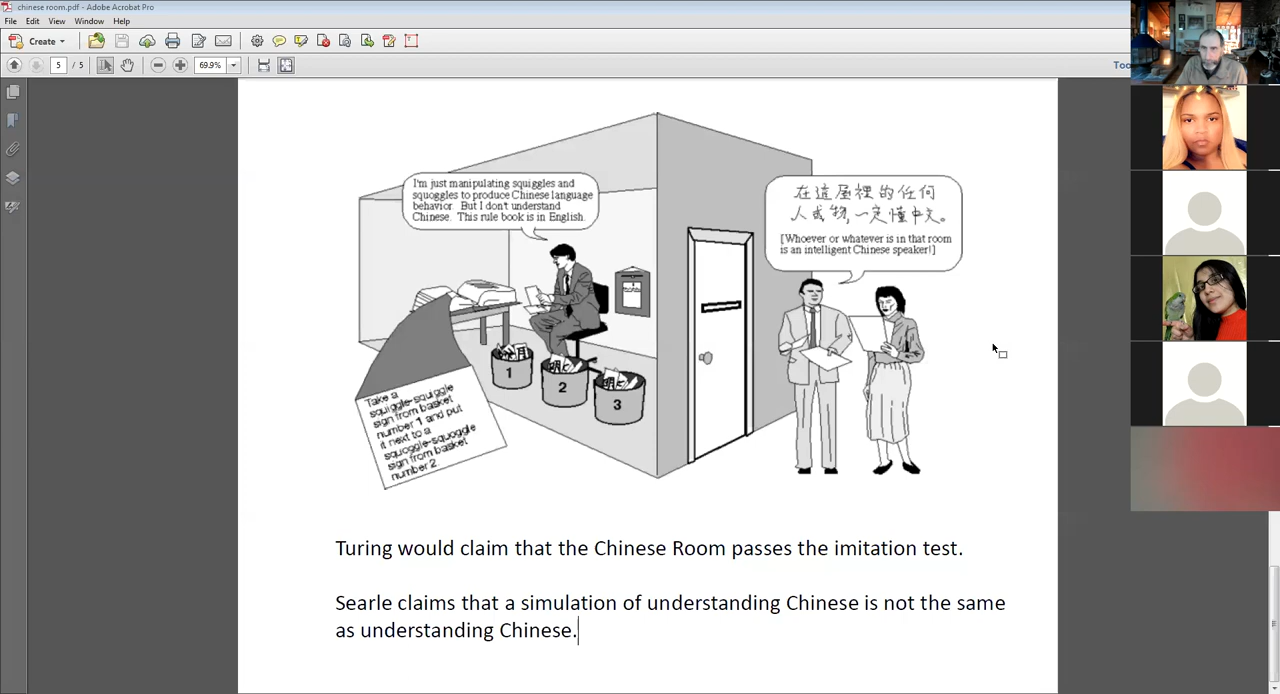 chinese room.pdf - Adobe Acrobat Pro
File Edit View Window Help
Create
5 / 5 69.9% Too
I'm just manipulating squiggles and
squoggles to produce Chinese language
behavior. But I don't understand
Chinese. This rule book is in English.
在這屋裡的任何
人或物,一定懂中文。
[Whoever or whatever is in that room
is an intelligent Chinese speaker!]
1
2
3
Take a
squiggle-squiggle
sign from basket
number 1 and put
it next to a
squoggle-squoggle
sign from basket
number 2.
Turing would claim that the Chinese Room passes the imitation test.
Searle claims that a simulation of understanding Chinese is not the same
as understanding Chinese.